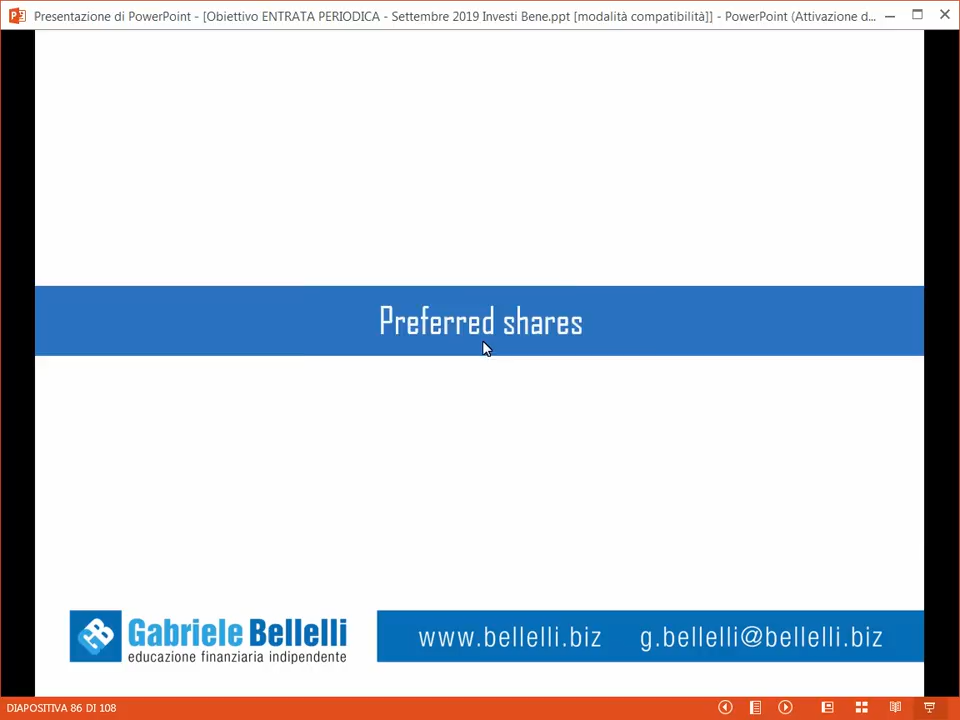 Presentazione di PowerPoint - [Obiettivo ENTRATA PERIODICA - Settembre 2019 Investi Bene.ppt [modalità compatibilità]] - PowerPoint (Attivazione d...
Preferred shares
GB Gabriele Bellelli
educazione finanziaria indipendente
www.bellelli.biz g.bellelli@bellelli.biz
DIAPOSITIVA 86 DI 108